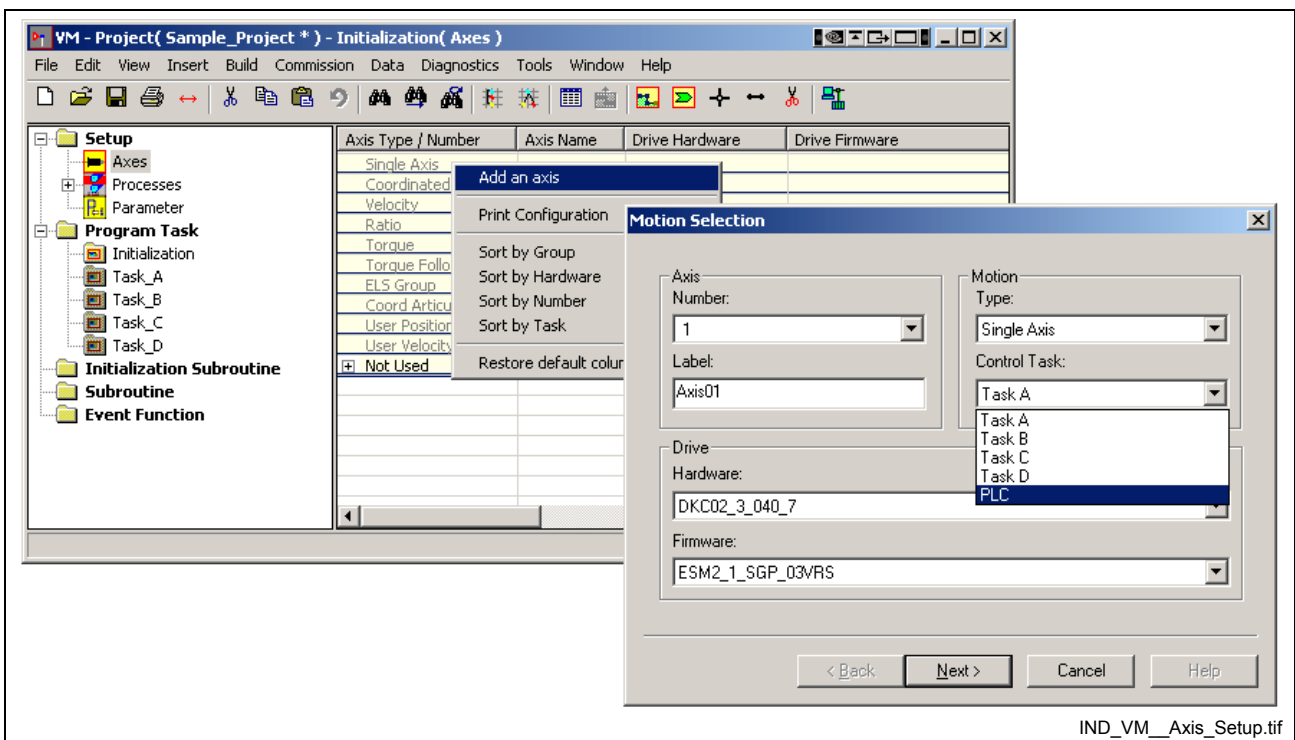 VM - Project( Sample_Project * ) - Initialization( Axes )
File Edit View Insert Build Commission Data Diagnostics Tools Window Help
Setup
Axes
Processes
Parameter
Program Task
Initialization
Task_A
Task_B
Task_C
Task_D
Initialization Subroutine
Subroutine
Event Function
Axis Type / Number Axis Name Drive Hardware Drive Firmware
Single Axis
Coordinated
Velocity
Ratio
Torque
Torque Follo
ELS Group
Coord Articu
User Position
User Velocity
Not Used
Add an axis
Print Configuration
Sort by Group
Sort by Hardware
Sort by Number
Sort by Task
Restore default colum
Motion Selection
Axis
Number:
1
Label:
Axis01
Motion
Type:
Single Axis
Control Task:
Task A
Task A
Task B
Task C
Task D
PLC
Drive
Hardware:
DKC02_3_040_7
Firmware:
ESM2_1_SGP_03VRS
< Back Next > Cancel Help
IND_VM__Axis_Setup.tif